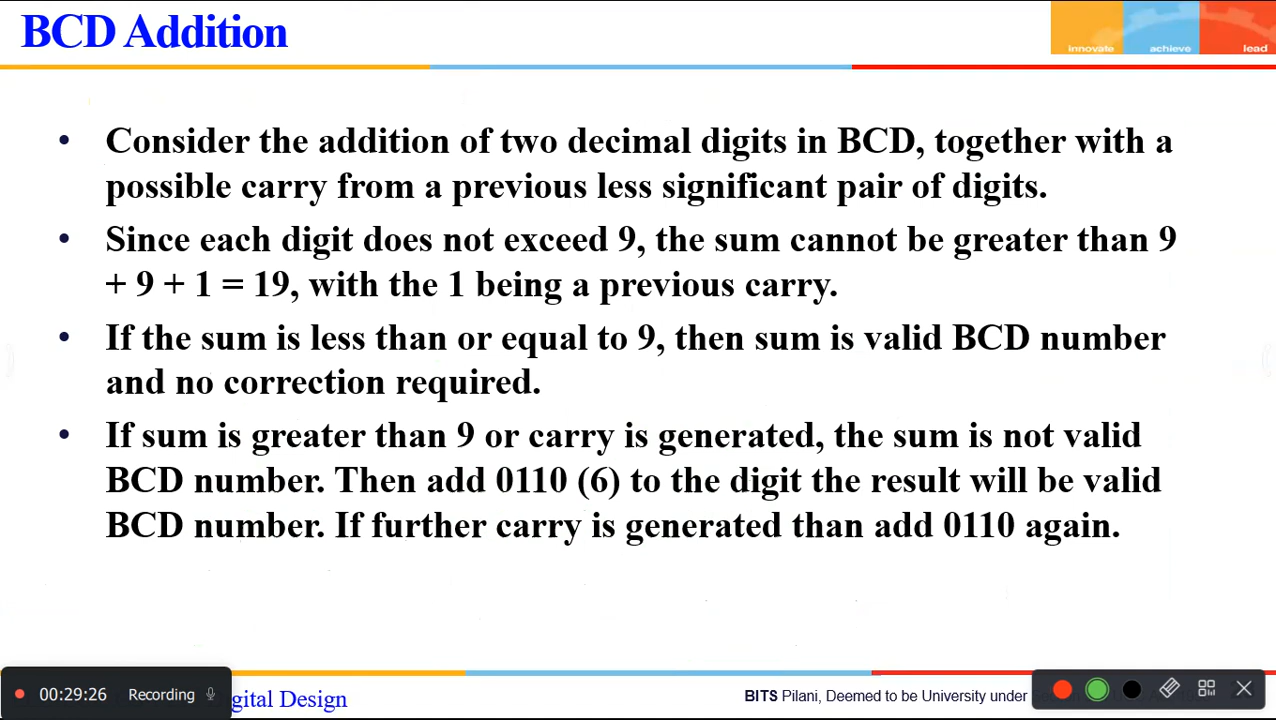 BCD Addition
innovate achieve lead
• Consider the addition of two decimal digits in BCD, together with a
possible carry from a previous less significant pair of digits.
• Since each digit does not exceed 9, the sum cannot be greater than 9
+ 9 + 1 = 19, with the 1 being a previous carry.
• If the sum is less than or equal to 9, then sum is valid BCD number
and no correction required.
• If sum is greater than 9 or carry is generated, the sum is not valid
BCD number. Then add 0110 (6) to the digit the result will be valid
BCD number. If further carry is generated than add 0110 again.
00:29:26 Recording
gital Design
BITS Pilani, Deemed to be University under